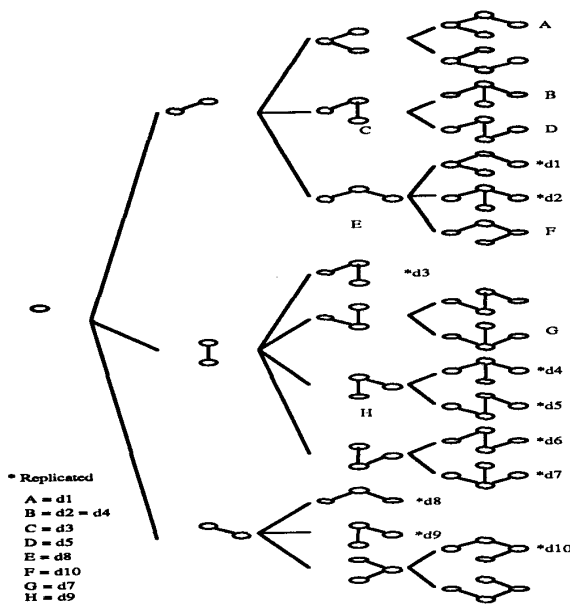 A
B
C
D
*d1
*d2
E
F
*d3
G
*d4
H
*d5
*d6
*d7
*d8
*d9
*d10
* Replicated
A = d1
B = d2 = d4
C = d3
D = d5
E = d8
F = d10
G = d7
H = d9